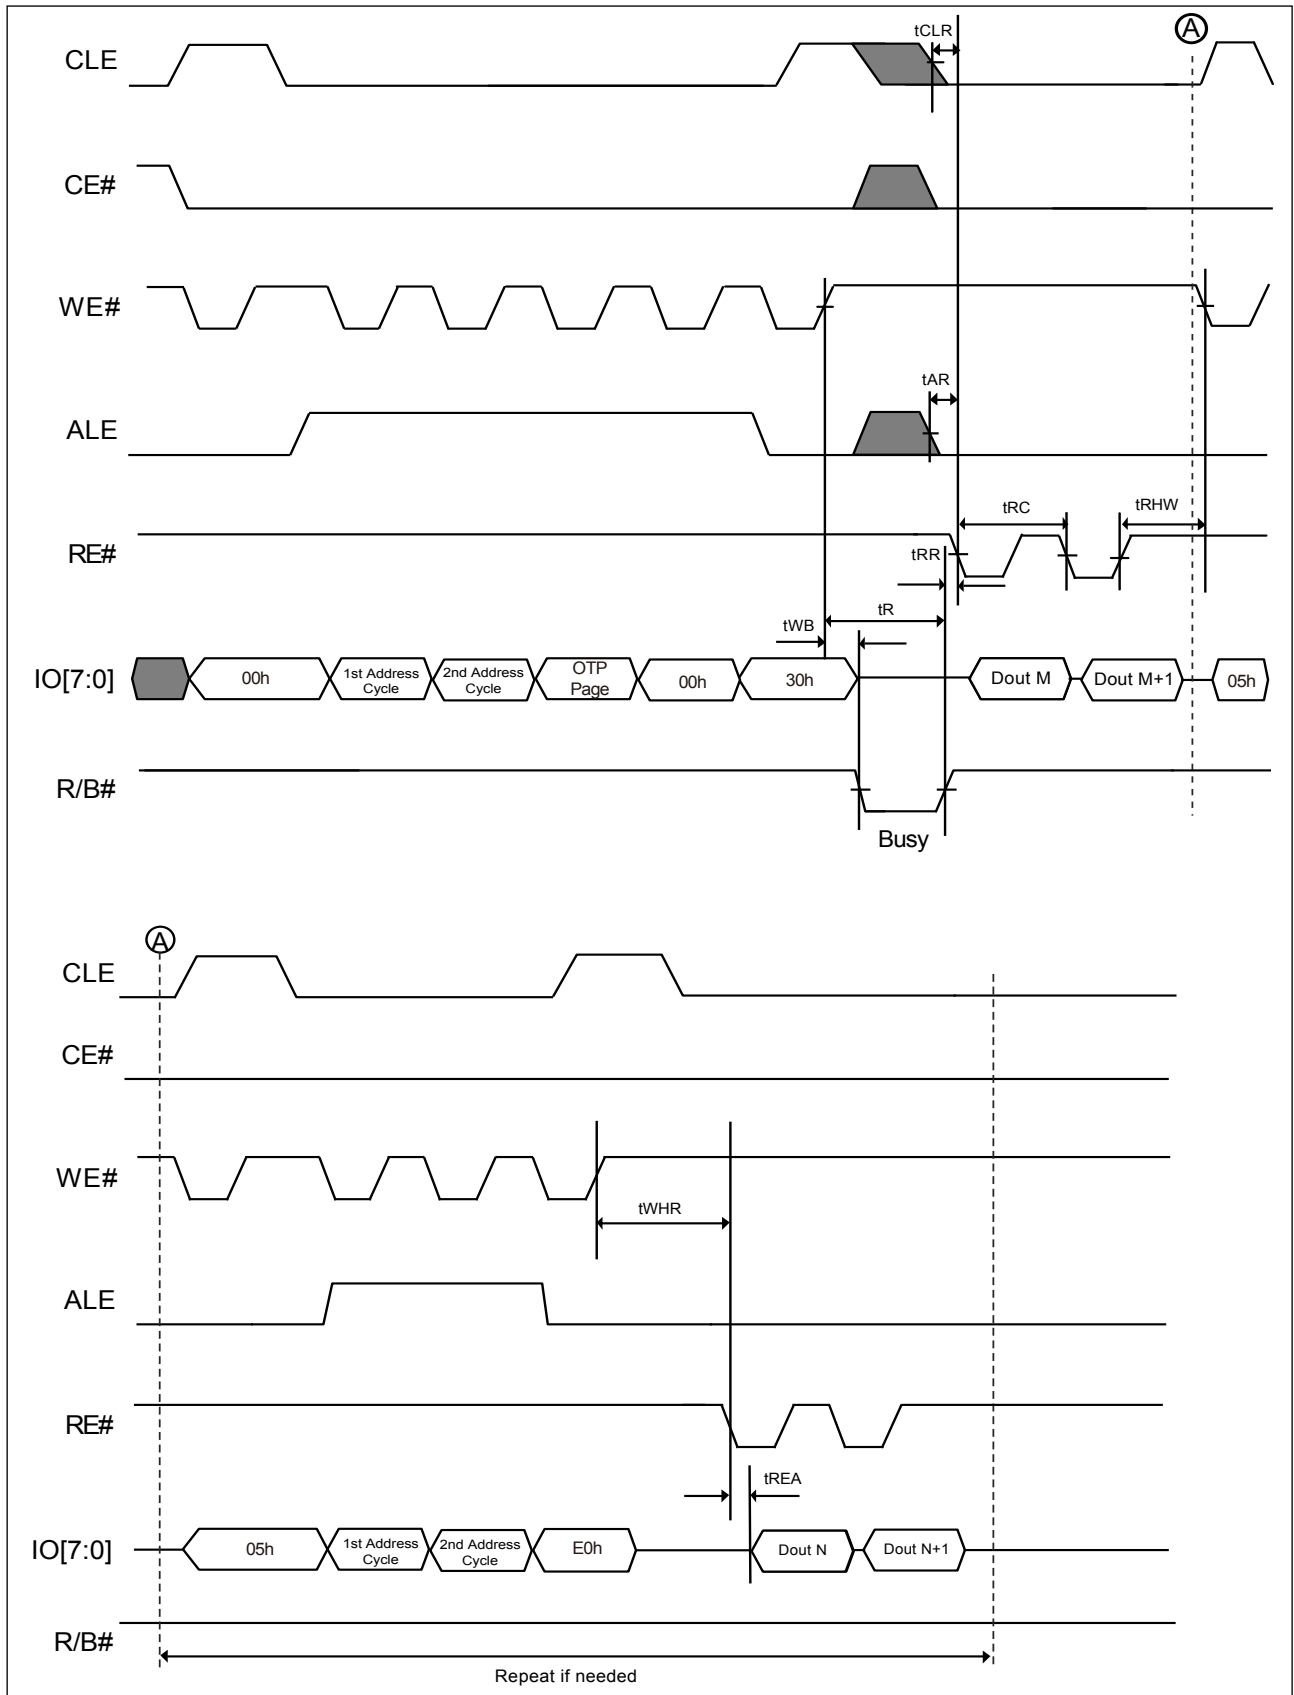 A
tCLR
CLE
CE#
WE#
tAR
ALE
tRC
tRHW
RE#
tRR
tR
tWB
IO[7:0]
00h
1st Address
Cycle
2nd Address
Cycle
OTP
Page
00h
30h
Dout M
Dout M+1
05h
R/B#
Busy
A
CLE
CE#
WE#
tWHR
ALE
RE#
tREA
IO[7:0]
05h
1st Address
Cycle
2nd Address
Cycle
E0h
Dout N
Dout N+1
R/B#
Repeat if needed